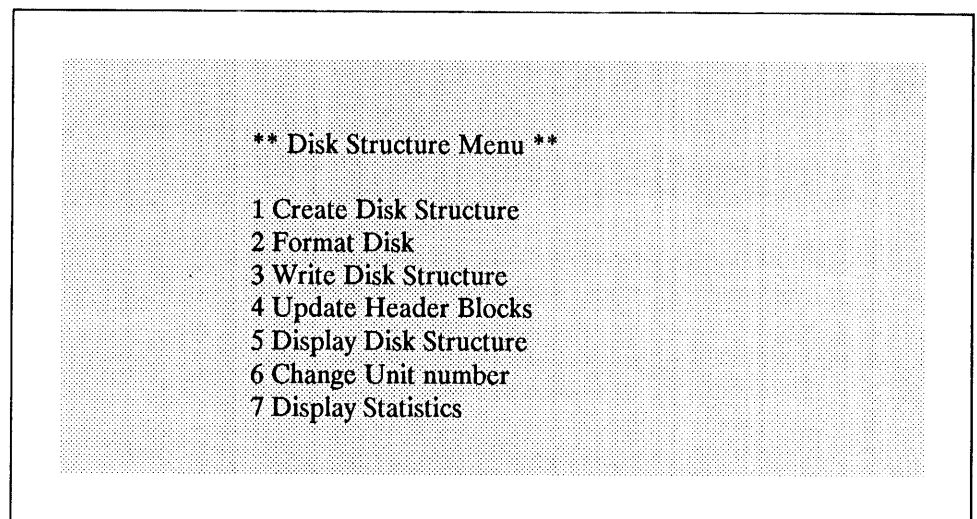 ** Disk Structure Menu **
1 Create Disk Structure
2 Format Disk
3 Write Disk Structure
4 Update Header Blocks
5 Display Disk Structure
6 Change Unit number
7 Display Statistics